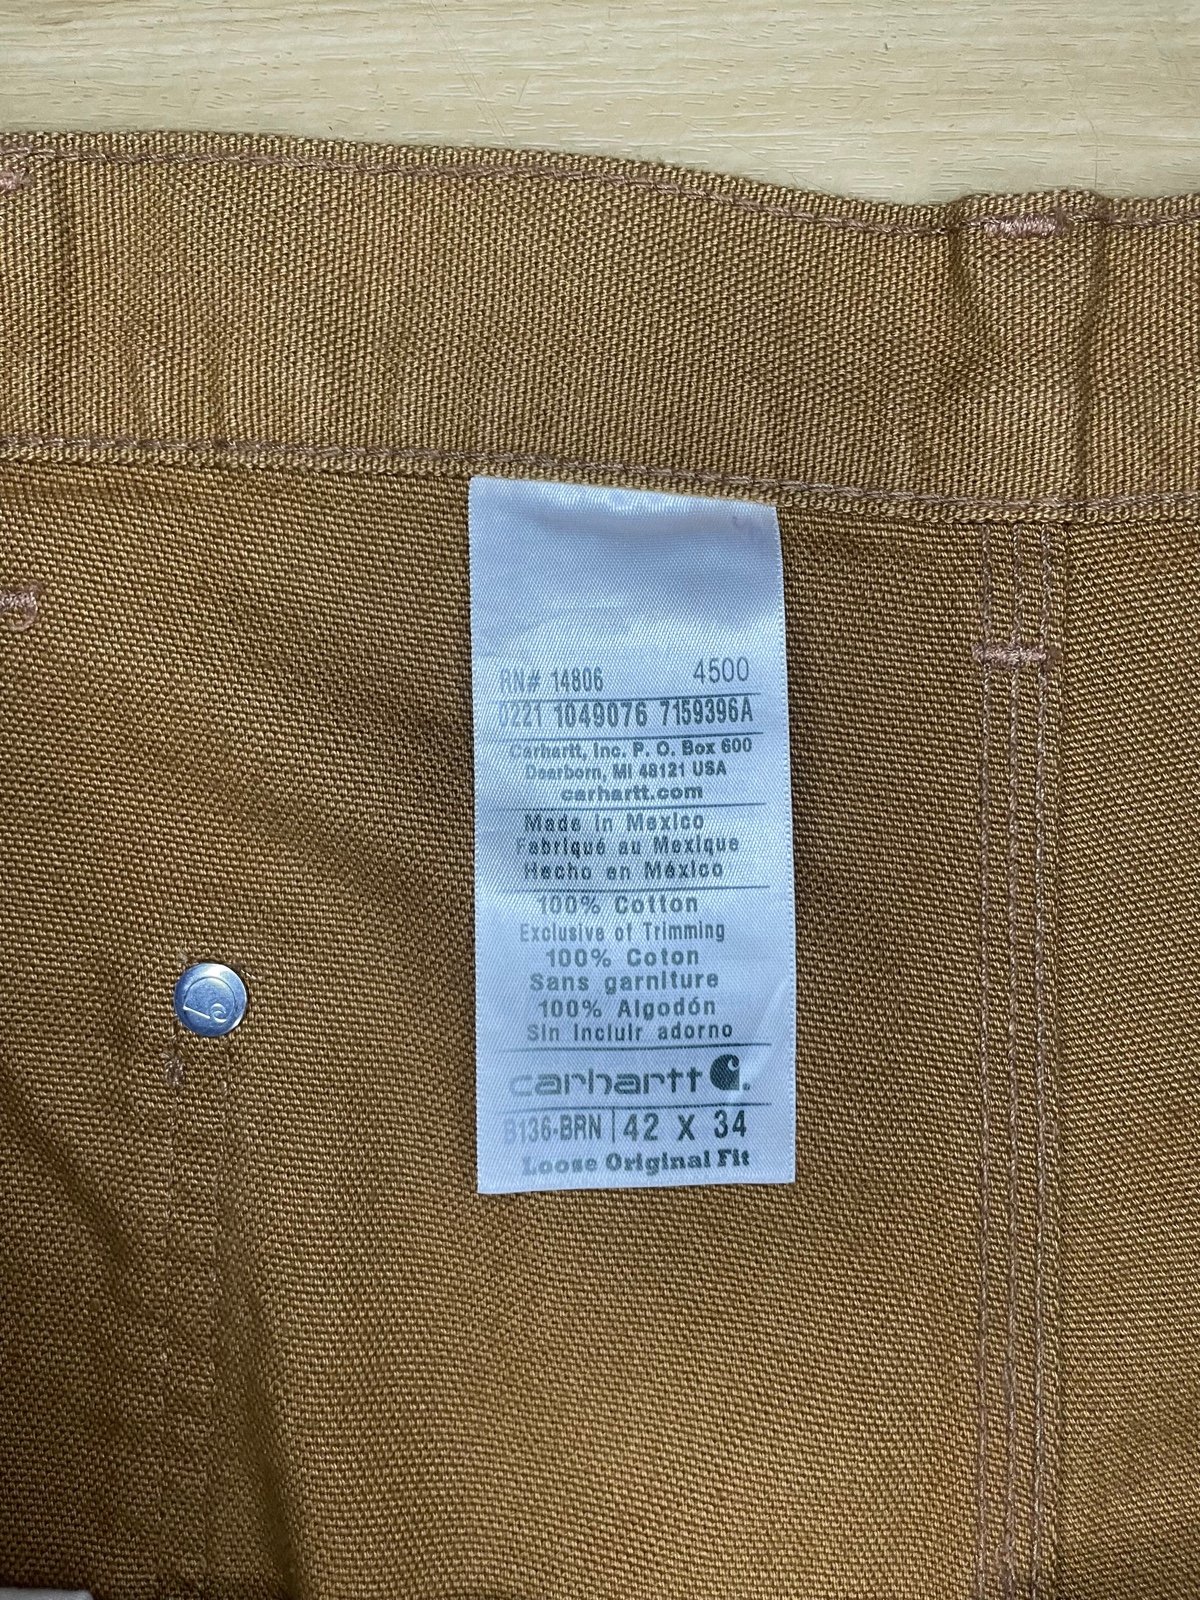 RN# 14806 4500
0221 1049076 7159396A
Carhartt, Inc. P. O. Box 600
Dearborn, MI 48121 USA
carhartt.com
Made in Mexico
Fabriqué au Mexique
Hecho en México
100% Cotton
Exclusive of Trimming
100% Coton
Sans garniture
100% Algodón
Sin incluir adorno
carhartt
B136-BRN 42 X 34
Loose Original Fit